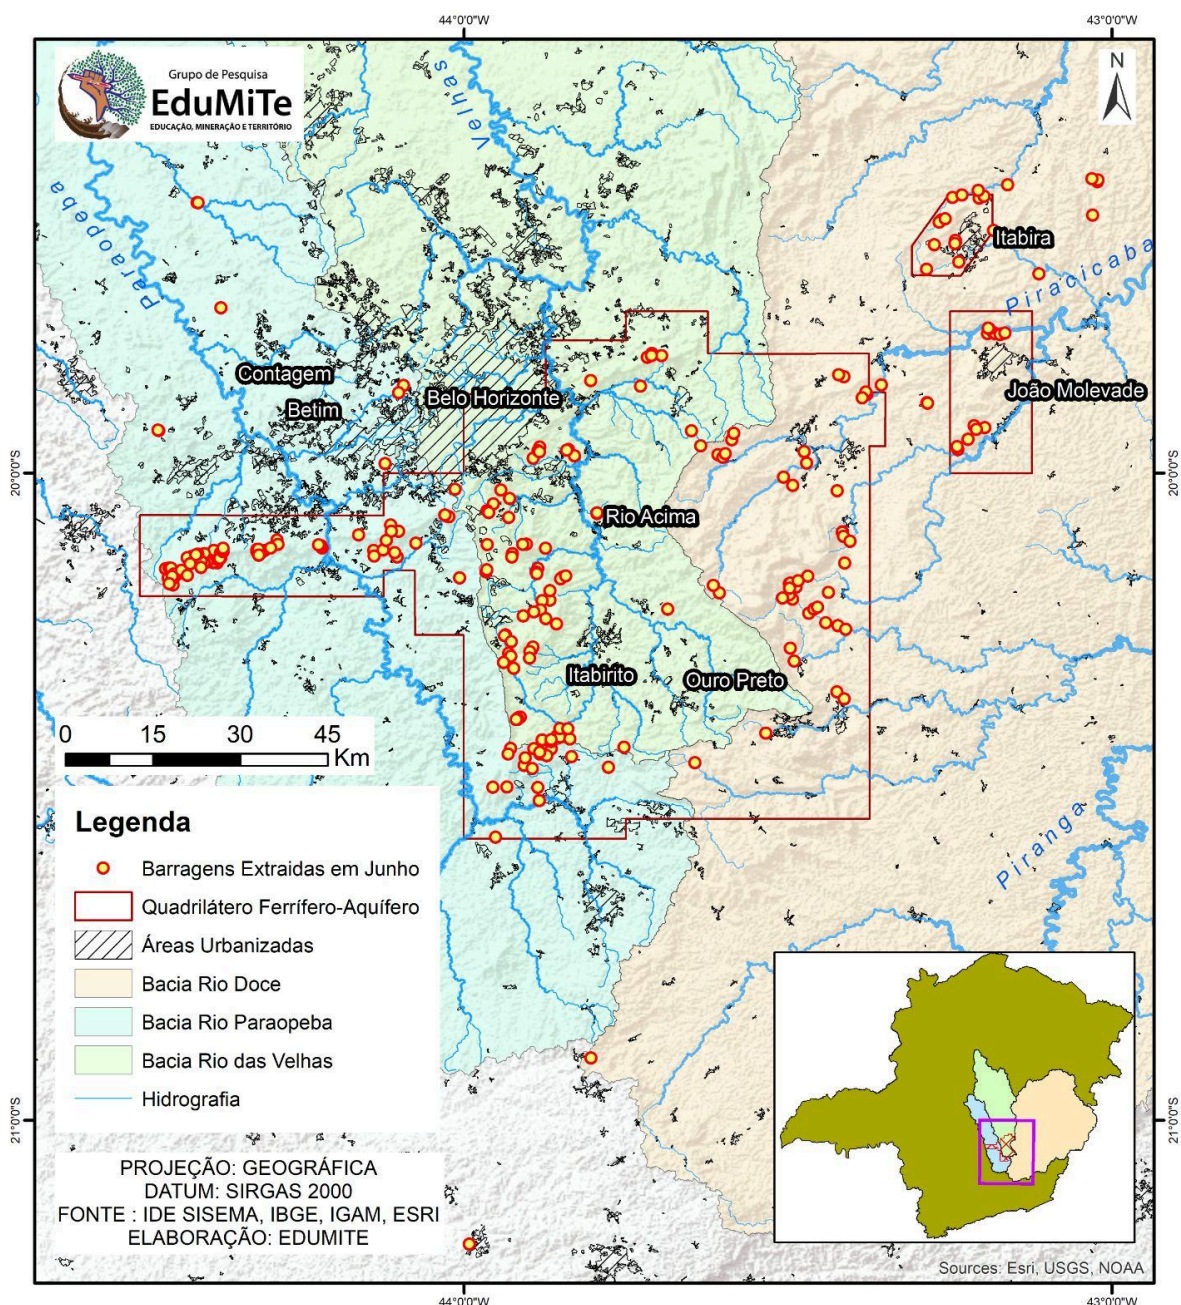 44°0'0"W
43°0'0"W
Grupo de Pesquisa
EduMiTe
EDUCAÇÃO, MINERAÇÃO E TERRITÓRIO
N
Velhas
Paraopeba
Itabira
Piracicaba
Contagem
Belo Horizonte
Betim
João Molevade
20°0'0"S
20°0'0"S
Rio Acima
Itabirito
Ouro Preto
0 15 30 45
Km
Piranga
Legenda
Barragens Extraidas em Junho
Quadrilátero Ferrífero-Aquífero
Áreas Urbanizadas
Bacia Rio Doce
Bacia Rio Paraopeba
Bacia Rio das Velhas
Hidrografia
21°0'0"S
21°0'0"S
PROJEÇÃO: GEOGRÁFICA
DATUM: SIRGAS 2000
FONTE : IDE SISEMA, IBGE, IGAM, ESRI
ELABORAÇÃO: EDUMITE
Sources: Esri, USGS, NOAA
44°0'0"W
43°0'0"W